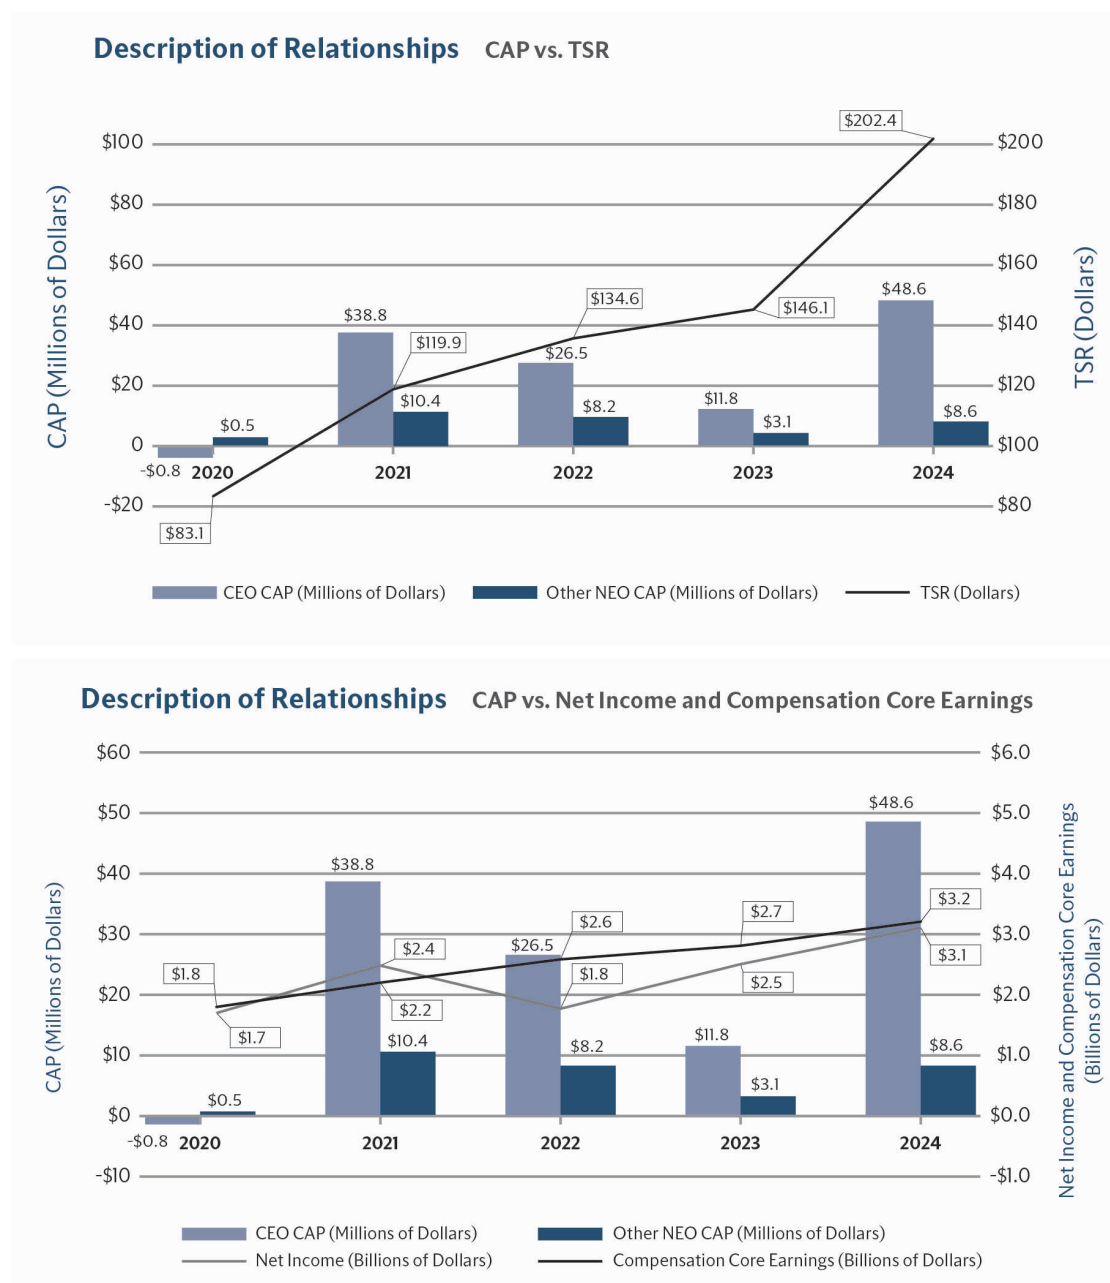 Description of Relationships CAP vs. TSR
$202.4
$100 $200
$80 $180
$60 $160
$48.6
$134.6
$38.8 $146.1
$40 $140
$119.9
$26.5
$20 $120
$10.4 $11.8
$0.5 $8.2 $3.1 $8.6
0 $100
-$0.8 2020 2021 2022 2023 2024
-$20 $80
$83.1
CAP (Millions of Dollars)
TSR (Dollars)
CEO CAP (Millions of Dollars) Other NEO CAP (Millions of Dollars) TSR (Dollars)
Description of Relationships CAP vs. Net Income and Compensation Core Earnings
$60 $6.0
$50 $5.0
$48.6
$40 $4.0
$38.8
$3.2
$2.7
$2.6
$30 $3.0
$2.4 $26.5 $3.1
$1.8 $1.8 $2.5
$20 $2.0
$2.2
$1.7 $10.4 $11.8
$10 $1.0
$8.2 $8.6
$0.5 $3.1
$0 $0.0
-$0.8 2020 2021 2022 2023 2024
-$10 -$1.0
CAP (Millions of Dollars)
Net Income and Compensation Core Earnings
(Billions of Dollars)
CEO CAP (Millions of Dollars) Other NEO CAP (Millions of Dollars)
Net Income (Billions of Dollars) Compensation Core Earnings (Billions of Dollars)